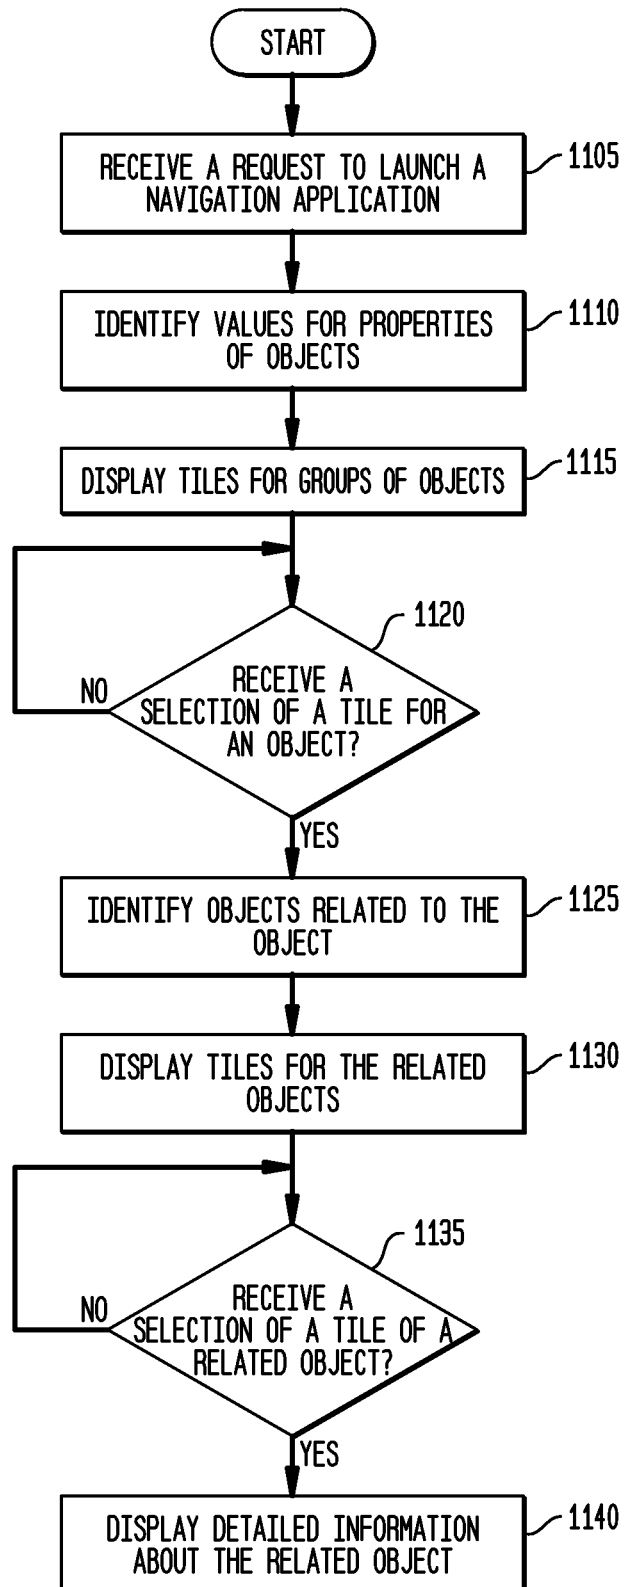 START
RECEIVE A REQUEST TO LAUNCH A
NAVIGATION APPLICATION
1105
IDENTIFY VALUES FOR PROPERTIES
OF OBJECTS
1110
DISPLAY TILES FOR GROUPS OF OBJECTS
1115
1120
RECEIVE A
SELECTION OF A TILE FOR
AN OBJECT?
NO
YES
IDENTIFY OBJECTS RELATED TO THE
OBJECT
1125
DISPLAY TILES FOR THE RELATED
OBJECTS
1130
1135
RECEIVE A
SELECTION OF A TILE OF A
RELATED OBJECT?
NO
YES
DISPLAY DETAILED INFORMATION
ABOUT THE RELATED OBJECT
1140